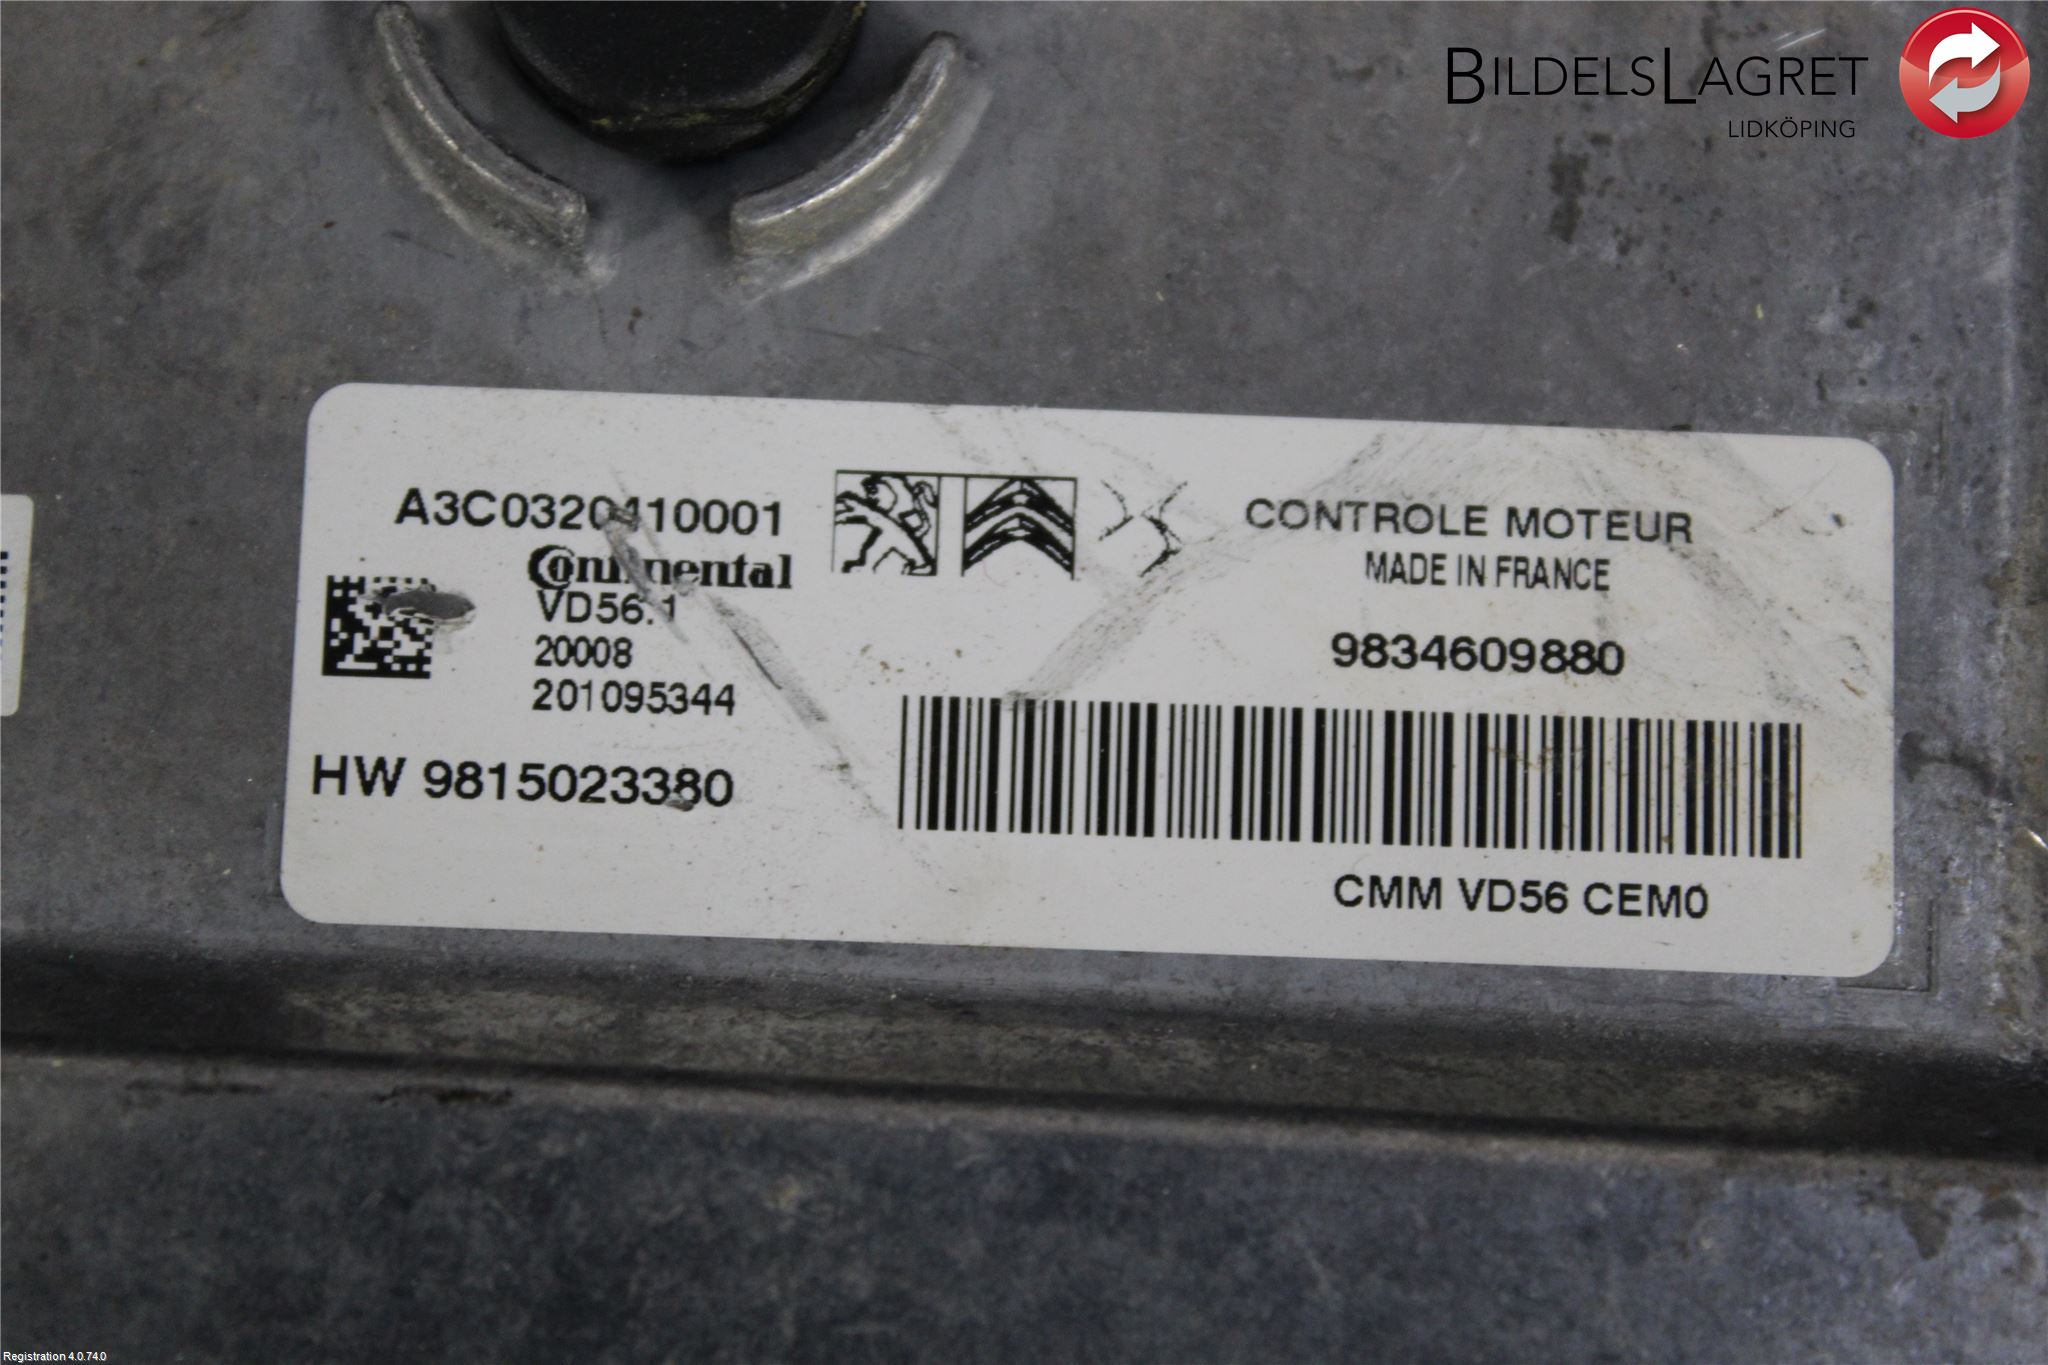 BILDELSLAGRET
LIDKÖPING
A3C0320410001
Continental
VD56.1
20008
201095344
HW 9815023380
CONTROLE MOTEUR
MADE IN FRANCE
9834609880
CMM VD56 CEM0
Registration 4.0.74.0